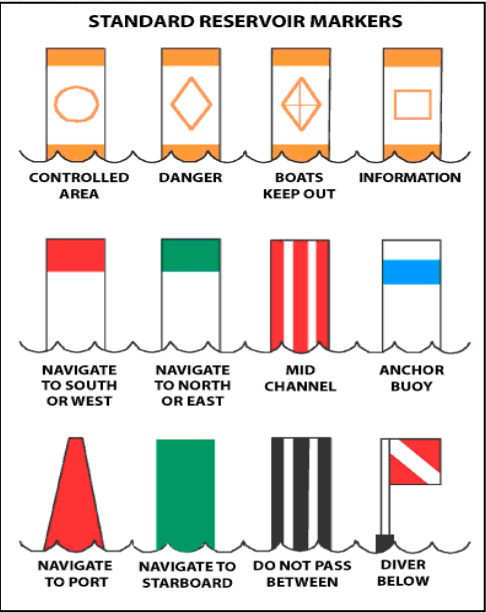 STANDARD RESERVOIR MARKERS
CONTROLLED
AREA
DANGER
BOATS
KEEP OUT
INFORMATION
NAVIGATE
TO SOUTH
OR WEST
NAVIGATE
TO NORTH
OR EAST
MID
CHANNEL
ANCHOR
BUOY
NAVIGATE
TO PORT
NAVIGATE TO
STARBOARD
DO NOT PASS
BETWEEN
DIVER
BELOW